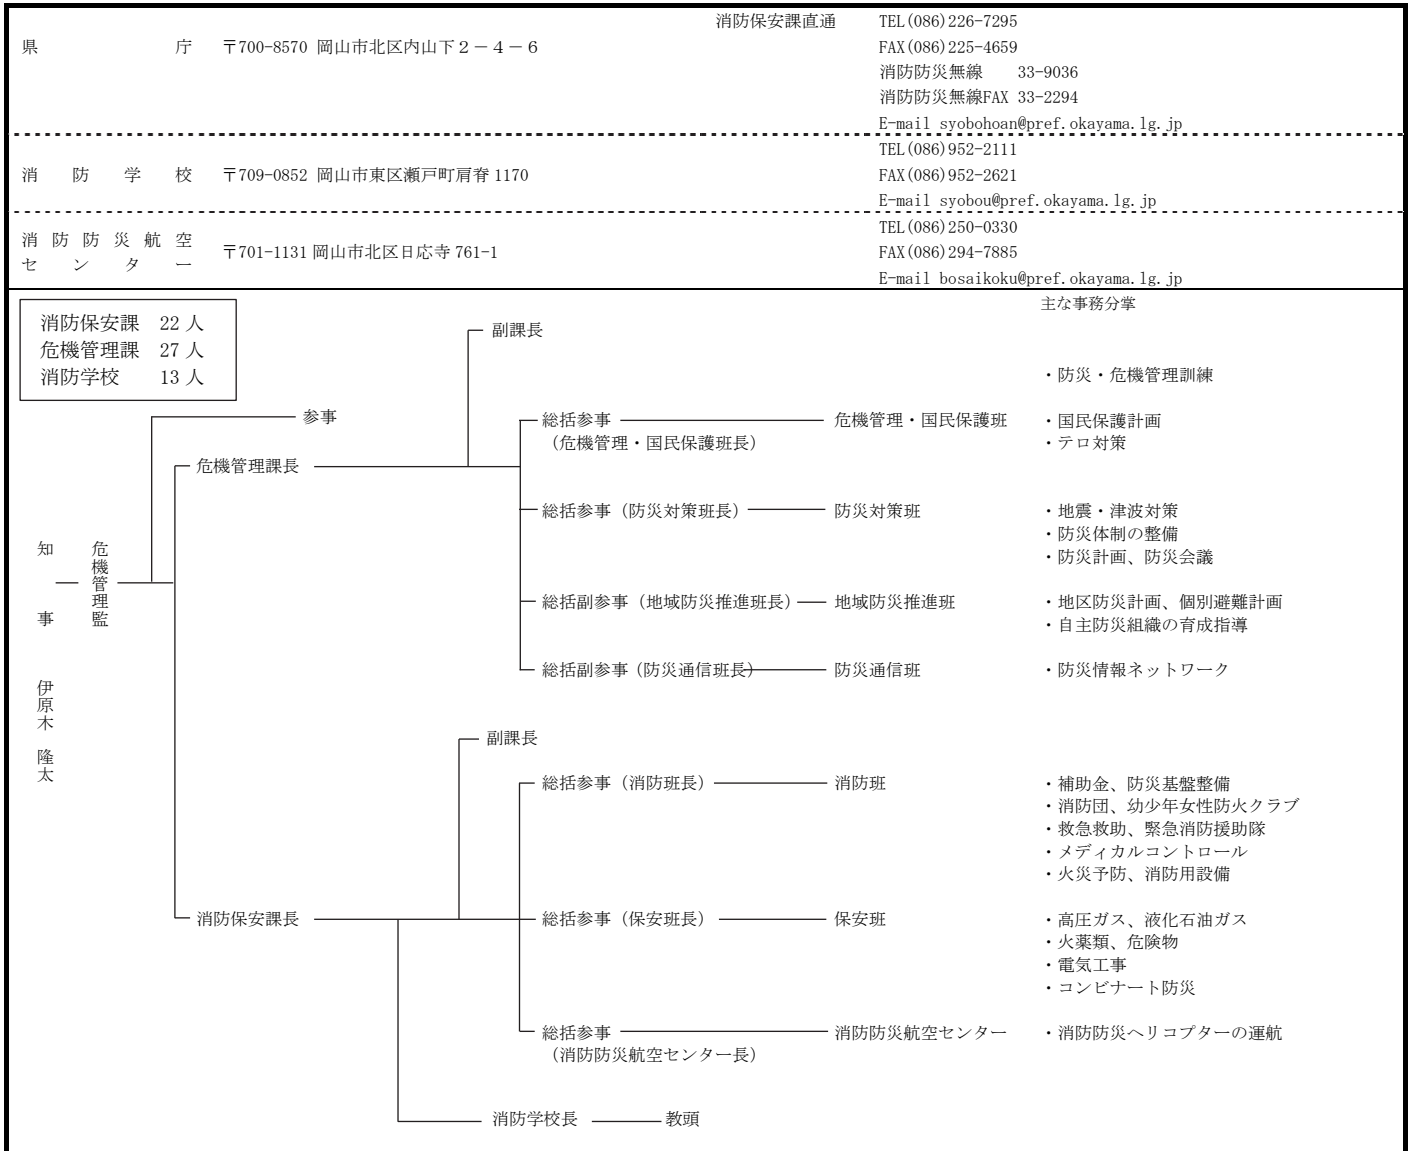 消防保安課直通 TEL(086)226-7295
県庁 〒700-8570 岡山市北区内山下２－４－６ FAX(086)225-4659
消防防災無線 33-9036
消防防災無線FAX 33-2294
E-mail syobohoan@pref.okayama.lg.jp
TEL(086)952-2111
消防学校 〒709-0852 岡山市東区瀬戸町肩脊 1170 FAX(086)952-2621
E-mail syobou@pref.okayama.lg.jp
TEL(086)250-0330
消防防災航空
センター 〒701-1131 岡山市北区日応寺 761-1 FAX(086)294-7885
E-mail bosaikoku@pref.okayama.lg.jp
主な事務分掌
消防保安課 22 人
危機管理課 27 人
消防学校 13 人
副課長
・防災・危機管理訓練
参事
総括参事 危機管理・国民保護班 ・国民保護計画
（危機管理・国民保護班長） ・テロ対策
危機管理課長
総括参事（防災対策班長） 防災対策班 ・地震・津波対策
・防災体制の整備
・防災計画、防災会議
知事 伊原木 隆太
危機管理監
総括副参事（地域防災推進班長） 地域防災推進班 ・地区防災計画、個別避難計画
・自主防災組織の育成指導
総括副参事（防災通信班長） 防災通信班 ・防災情報ネットワーク
副課長
総括参事（消防班長） 消防班 ・補助金、防災基盤整備
・消防団、幼少年女性防火クラブ
・救急救助、緊急消防援助隊
・メディカルコントロール
・火災予防、消防用設備
消防保安課長 総括参事（保安班長） 保安班 ・高圧ガス、液化石油ガス
・火薬類、危険物
・電気工事
・コンビナート防災
総括参事 消防防災航空センター ・消防防災ヘリコプターの運航
（消防防災航空センター長）
消防学校長 教頭